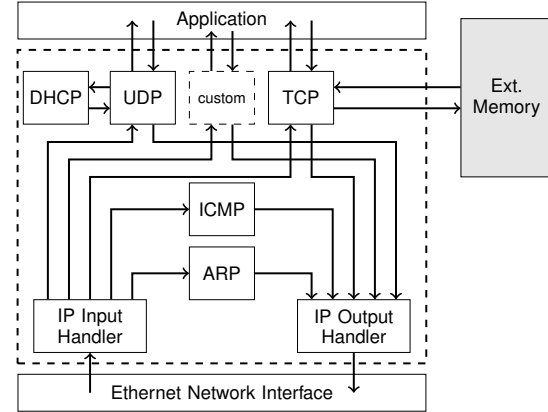 Application
DHCP
UDP
custom
TCP
Ext.
Memory
ICMP
ARP
IP Input
Handler
IP Output
Handler
Ethernet Network Interface